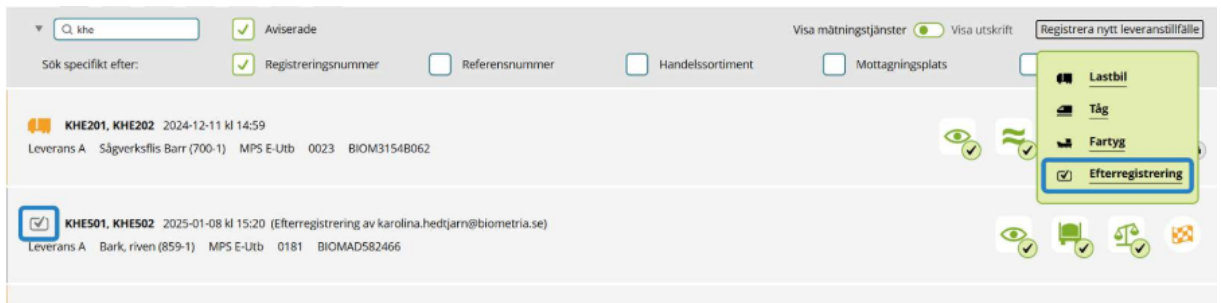 khe
Aviserade
Visa mätningstjänster
Visa utskrift
Registrera nytt leveranstillfälle
Sök specifikt efter:
Registreringsnummer
Referensnummer
Handelssortiment
Mottagningsplats
Lastbil
Tåg
Fartyg
Efterregistrering
KHE201, KHE202 2024-12-11 kl 14:59
Leverans A Sågverksflis Barr (700-1) MPS E-Utb 0023 BIOM3154B062
KHE501, KHE502 2025-01-08 kl 15:20 (Efterregistrering av karolina.hedtjarn@biometria.se)
Leverans A Bark, riven (859-1) MPS E-Utb 0181 BIOMAD582466